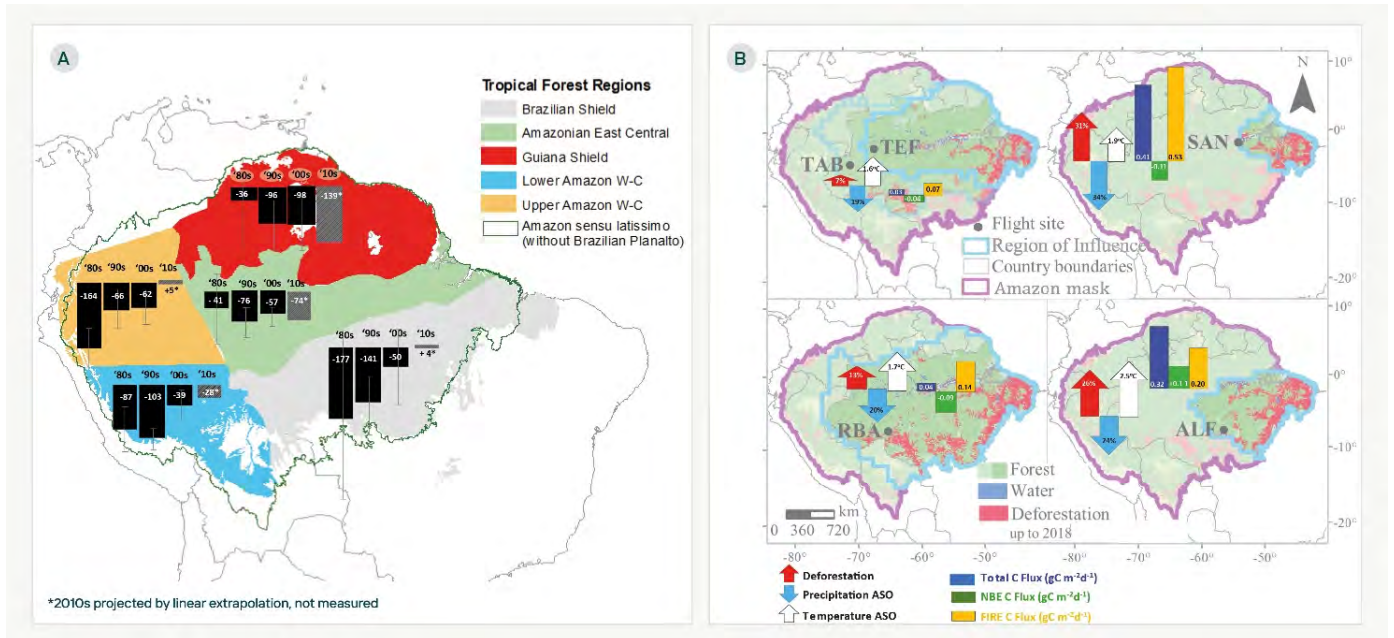 A
Tropical Forest Regions
Brazilian Shield
Amazonian East Central
Guiana Shield
Lower Amazon W-C
Upper Amazon W-C
Amazon sensu latissimo
(without Brazilian Planalto)
'80s '90s '00s '10s
-36 -96 -98 -139*
'80s '90s '00s '10s
-164 -66 -62 +5*
'80s '90s '00s '10s
-41 -76 -57 -74*
'80s '90s '00s '10s
-177 -141 -50 +4*
'80s '90s '00s '10s
-87 -103 -39 -28*
*2010s projected by linear extrapolation, not measured
B
TAB
TEF
7%
19%
1.6°C
0.03
-0.04
0.07
Flight site
Region of Influence
Country boundaries
Amazon mask
N
SAN
31%
34%
1.9°C
0.41
-0.11
0.53
10°
0°
-10°
-20°
RBA
13%
20%
1.7°C
0.04
-0.09
0.14
Forest
Water
Deforestation
up to 2018
km
0 360 720
ALF
26%
24%
2.5°C
0.32
0.20
10°
0°
-10°
-20°
-80° -70° -60° -50°
-80° -70° -60° -50°
Deforestation
Precipitation ASO
Temperature ASO
Total C Flux (gC m⁻²d⁻¹)
NBE C Flux (gC m⁻²d⁻¹)
FIRE C Flux (gC m⁻²d⁻¹)